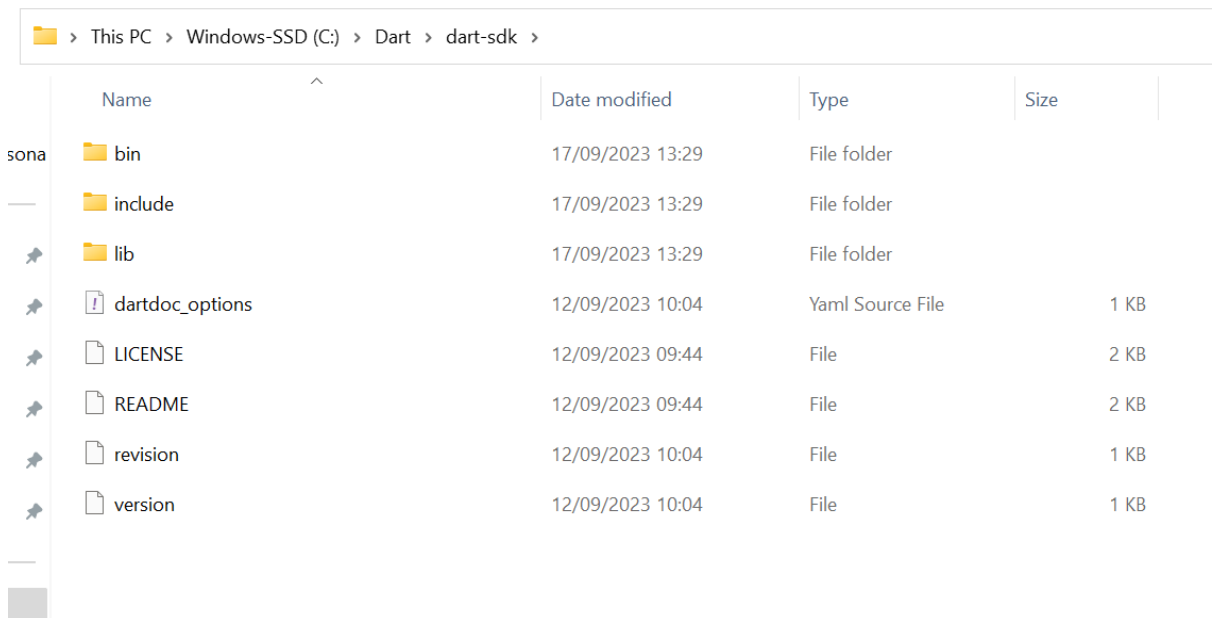 This PC > Windows-SSD (C:) > Dart > dart-sdk >
Name Date modified Type Size
sona
bin 17/09/2023 13:29 File folder
include 17/09/2023 13:29 File folder
lib 17/09/2023 13:29 File folder
dartdoc_options 12/09/2023 10:04 Yaml Source File 1 KB
LICENSE 12/09/2023 09:44 File 2 KB
README 12/09/2023 09:44 File 2 KB
revision 12/09/2023 10:04 File 1 KB
version 12/09/2023 10:04 File 1 KB